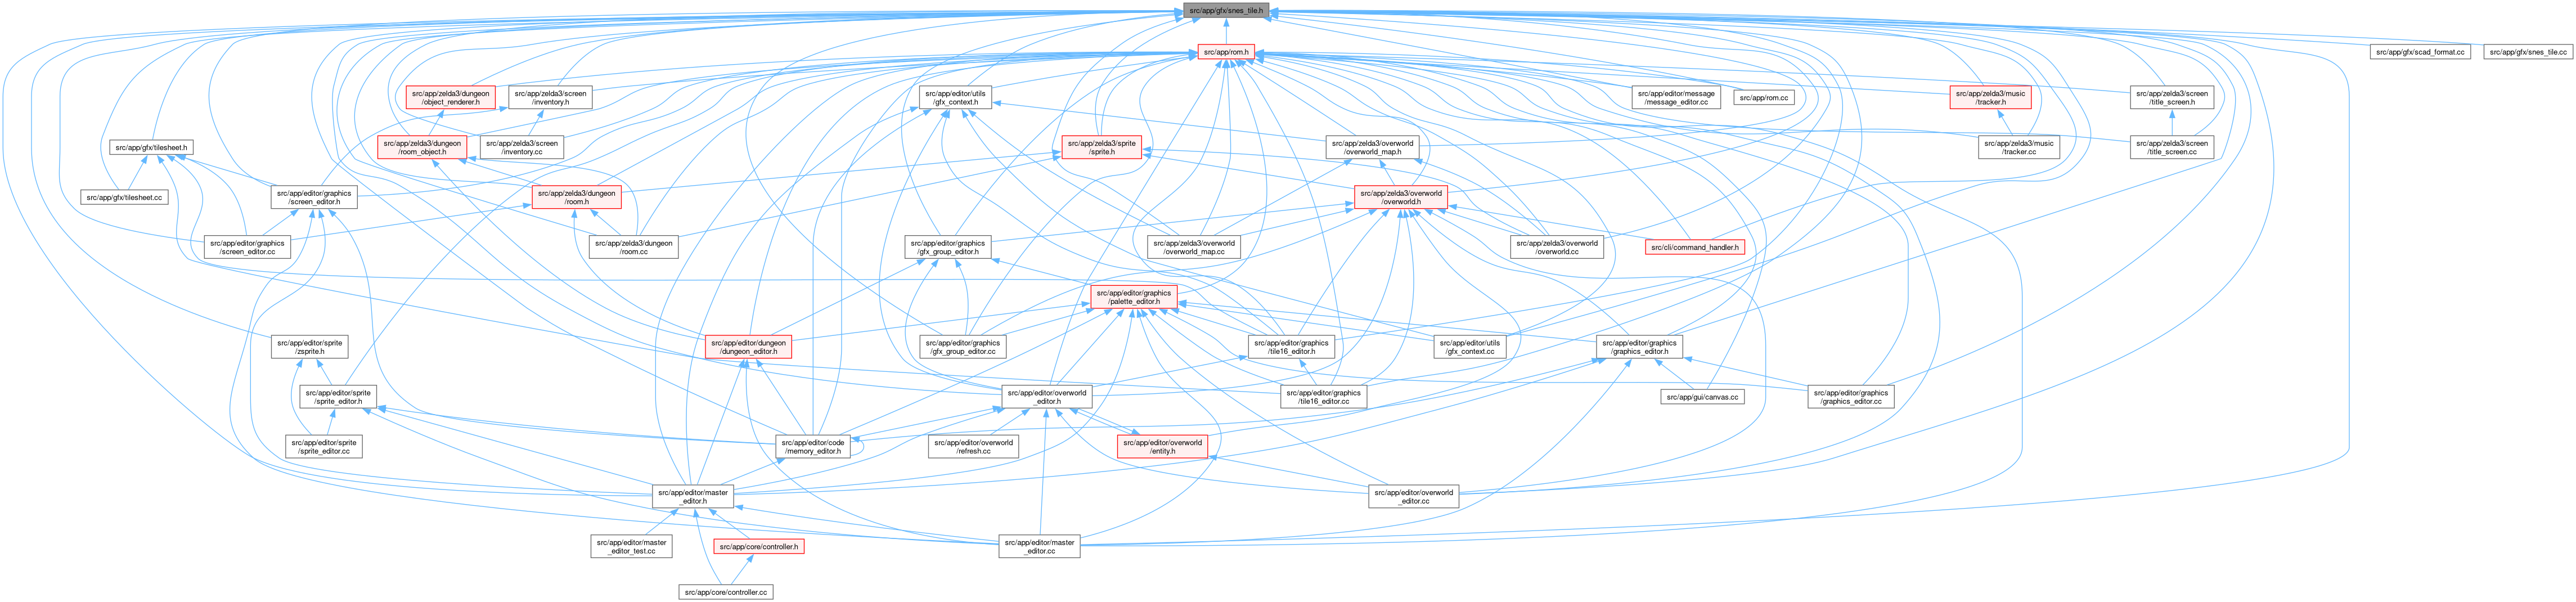 src/app/gfx/snes_tile.h
src/app/rom.h
src/app/gfx/scad_format.cc
src/app/gfx/snes_tile.cc
src/app/zelda3/dungeon
/object_renderer.h
src/app/zelda3/screen
/inventory.h
src/app/editor/utils
/gfx_context.h
src/app/editor/message
/message_editor.cc
src/app/rom.cc
src/app/zelda3/music
/tracker.h
src/app/zelda3/screen
/title_screen.h
src/app/gfx/tilesheet.h
src/app/zelda3/dungeon
/room_object.h
src/app/zelda3/screen
/inventory.cc
src/app/zelda3/sprite
/sprite.h
src/app/zelda3/overworld
/overworld_map.h
src/app/zelda3/music
/tracker.cc
src/app/zelda3/screen
/title_screen.cc
src/app/gfx/tilesheet.cc
src/app/editor/graphics
/screen_editor.h
src/app/zelda3/dungeon
/room.h
src/app/zelda3/overworld
/overworld.h
src/app/editor/graphics
/screen_editor.cc
src/app/zelda3/dungeon
/room.cc
src/app/editor/graphics
/gfx_group_editor.h
src/app/zelda3/overworld
/overworld_map.cc
src/app/zelda3/overworld
/overworld.cc
src/cli/command_handler.h
src/app/editor/graphics
/palette_editor.h
src/app/editor/sprite
/zsprite.h
src/app/editor/dungeon
/dungeon_editor.h
src/app/editor/graphics
/gfx_group_editor.cc
src/app/editor/graphics
/tile16_editor.h
src/app/editor/utils
/gfx_context.cc
src/app/editor/graphics
/graphics_editor.h
src/app/editor/sprite
/sprite_editor.h
src/app/editor/overworld
_editor.h
src/app/editor/graphics
/tile16_editor.cc
src/app/gui/canvas.cc
src/app/editor/graphics
/graphics_editor.cc
src/app/editor/sprite
/sprite_editor.cc
src/app/editor/code
/memory_editor.h
src/app/editor/overworld
/refresh.cc
src/app/editor/overworld
/entity.h
src/app/editor/master
_editor.h
src/app/editor/overworld
_editor.cc
src/app/editor/master
_editor_test.cc
src/app/core/controller.h
src/app/editor/master
_editor.cc
src/app/core/controller.cc